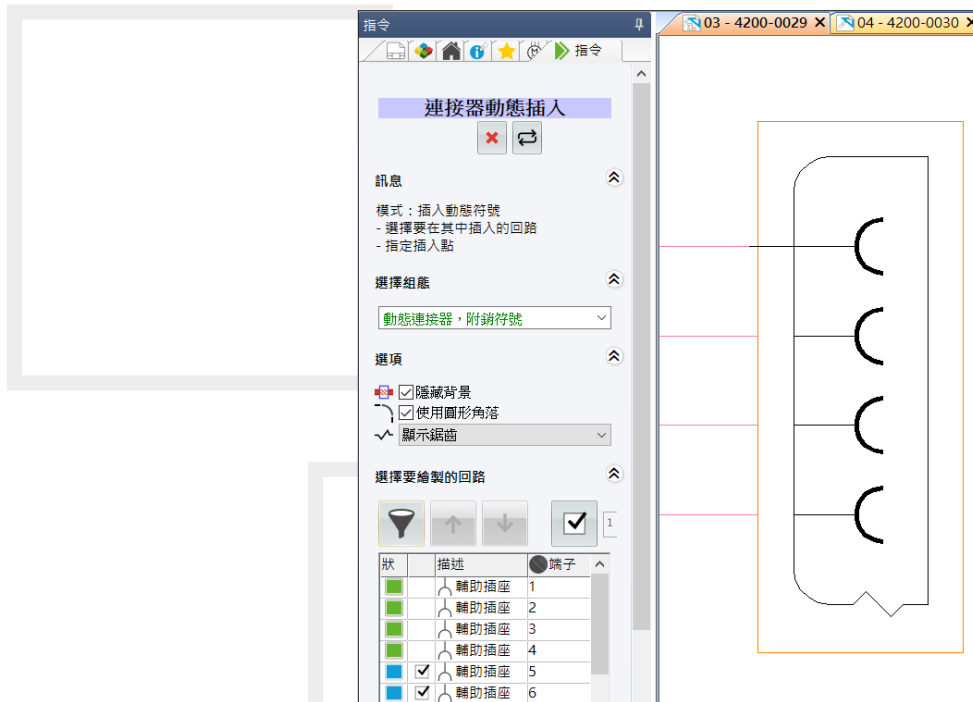 指令
指令
03 - 4200-0029
04 - 4200-0030
連接器動態插入
訊息
模式：插入動態符號
- 選擇要在其中插入的回路
- 指定插入點
選擇組態
動態連接器，附銷符號
選項
隱藏背景
使用圓形角落
顯示鋸齒
選擇要繪製的回路
1
狀 描述 端子
輔助插座 1
輔助插座 2
輔助插座 3
輔助插座 4
輔助插座 5
輔助插座 6